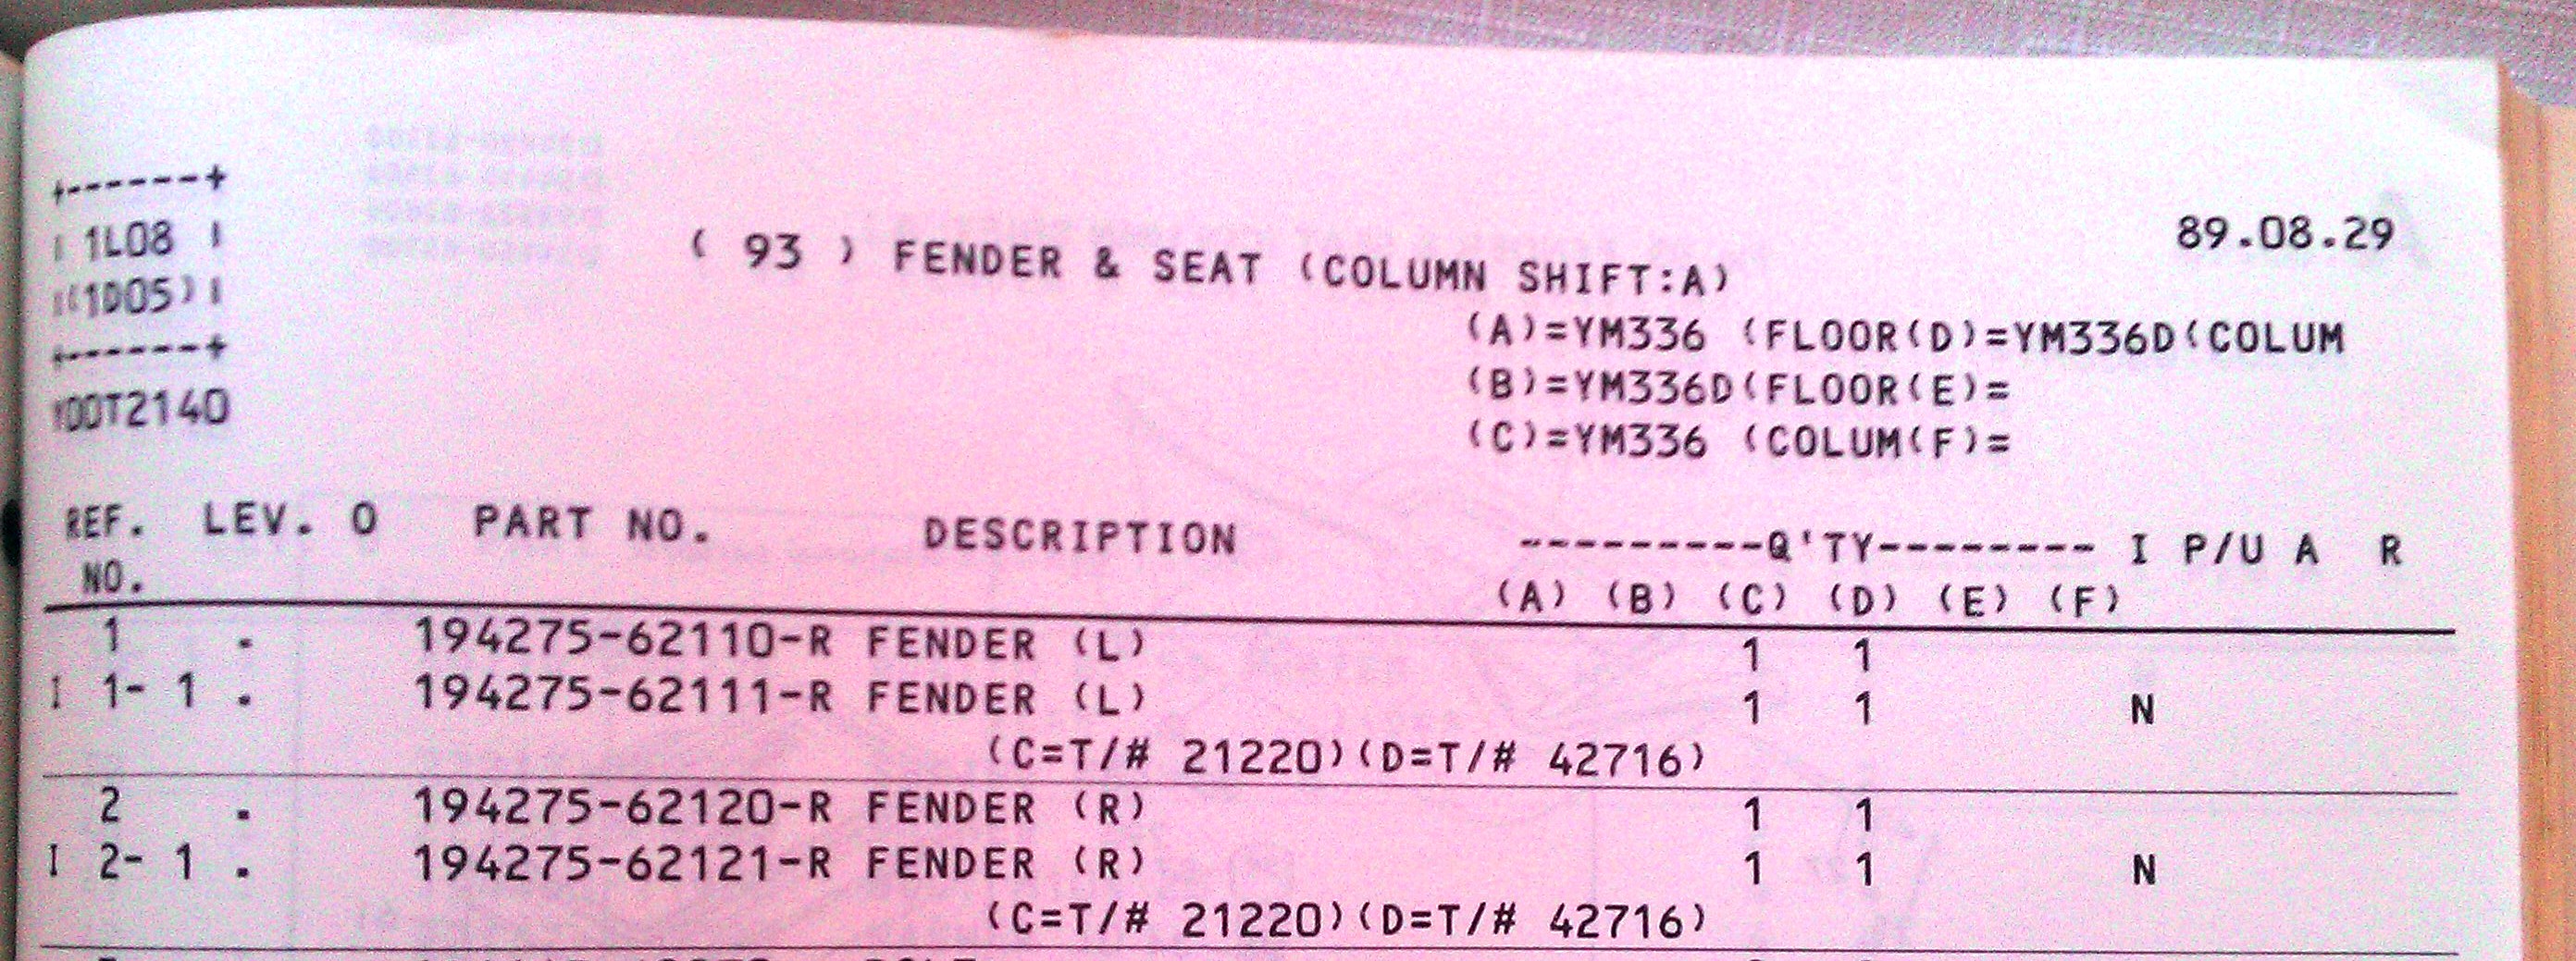 +------+
| 1L08 |
|(1D05)|
+------+
Y00T2140
89.08.29
( 93 ) FENDER & SEAT (COLUMN SHIFT:A)
(A)=YM336 (FLOOR(D)=YM336D(COLUM
(B)=YM336D(FLOOR(E)=
(C)=YM336 (COLUM(F)=
REF. LEV. O PART NO. DESCRIPTION ---------Q'TY-------- I P/U A R
NO. (A) (B) (C) (D) (E) (F)
1 . 194275-62110-R FENDER (L) 1 1
I 1- 1 . 194275-62111-R FENDER (L) 1 1 N
(C=T/# 21220)(D=T/# 42716)
2 . 194275-62120-R FENDER (R) 1 1
I 2- 1 . 194275-62121-R FENDER (R) 1 1 N
(C=T/# 21220)(D=T/# 42716)